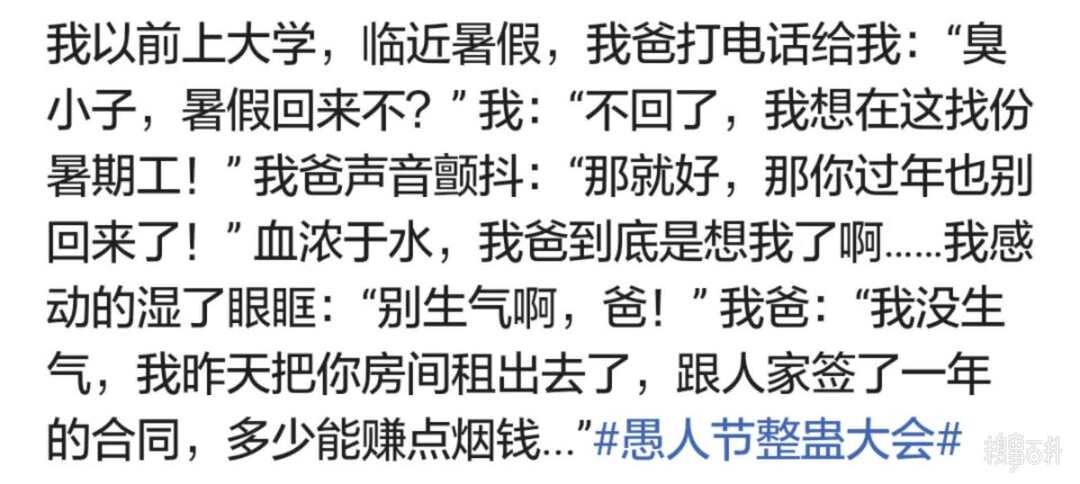 我以前上大学，临近暑假，我爸打电话给我：“臭
小子，暑假回来不？”我：“不回了，我想在这找份
暑期工！”我爸声音颤抖：“那就好，那你过年也别
回来了！”血浓于水，我爸到底是想我了啊......我感
动的湿了眼眶：“别生气啊，爸！”我爸：“我没生
气，我昨天把你房间租出去了，跟人家签了一年
的合同，多少能赚点烟钱...”#愚人节整蛊大会#